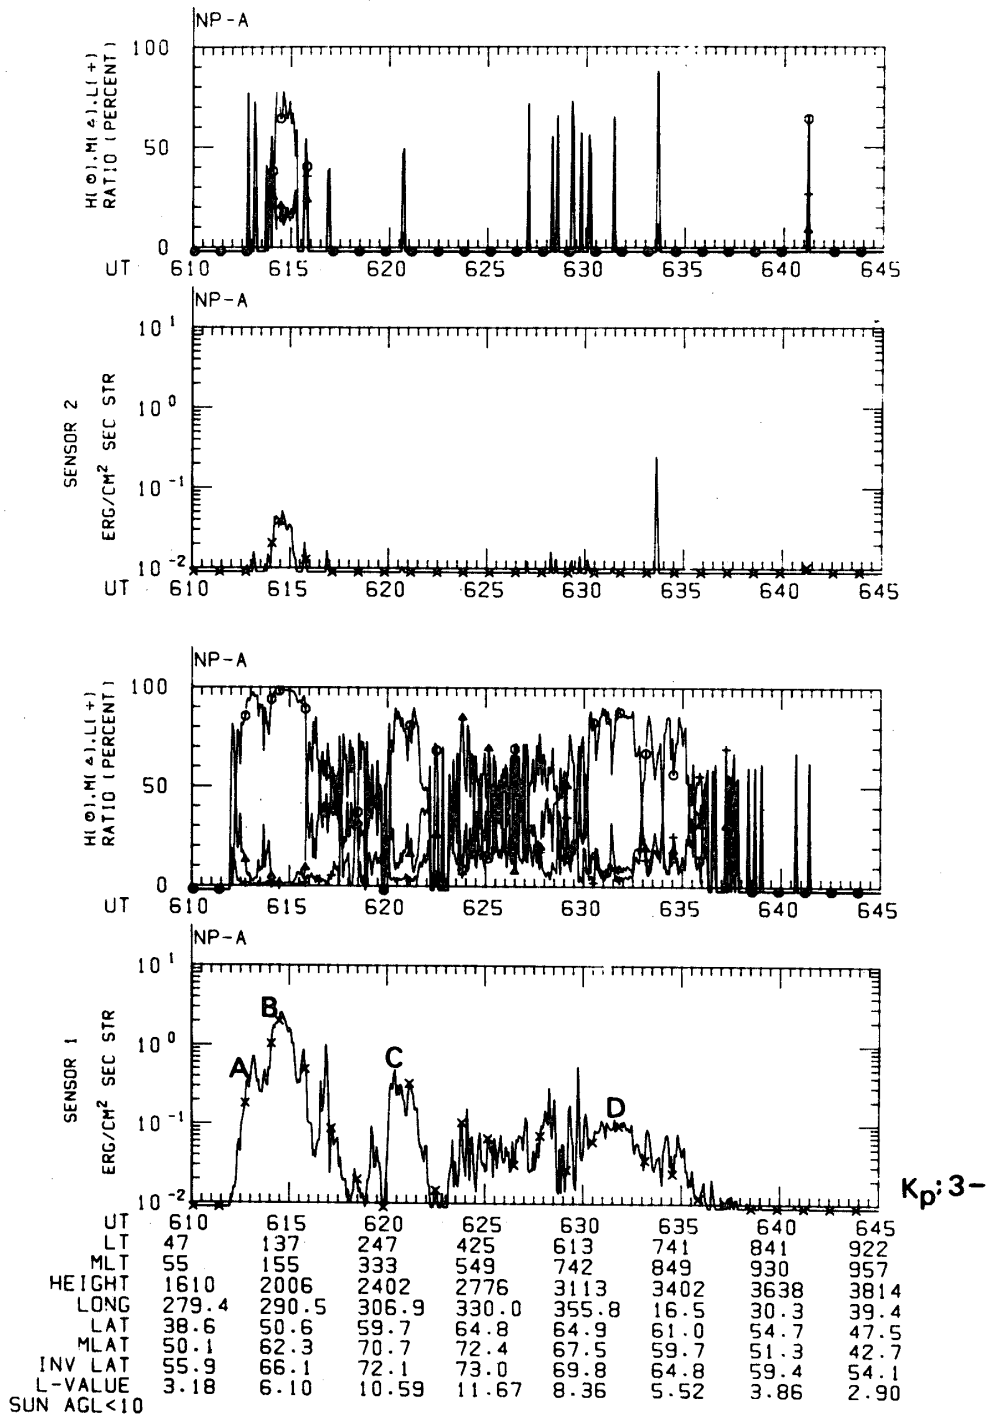 NP-A
H(⊙).M(△).L(+)
RATIO (PERCENT)
100
50
0
UT 610 615 620 625 630 635 640 645
NP-A
SENSOR 2
ERG/CM² SEC STR
10¹
10⁰
10⁻¹
10⁻²
UT 610 615 620 625 630 635 640 645
NP-A
H(⊙).M(△).L(+)
RATIO (PERCENT)
100
50
0
UT 610 615 620 625 630 635 640 645
NP-A
SENSOR 1
ERG/CM² SEC STR
10¹
10⁰
10⁻¹
10⁻²
A B C D
Kp:3-
UT 610 615 620 625 630 635 640 645
LT 47 137 247 425 613 741 841 922
MLT 55 155 333 549 742 849 930 957
HEIGHT 1610 2006 2402 2776 3113 3402 3638 3814
LONG 279.4 290.5 306.9 330.0 355.8 16.5 30.3 39.4
LAT 38.6 50.6 59.7 64.8 64.9 61.0 54.7 47.5
MLAT 50.1 62.3 70.7 72.4 67.5 59.7 51.3 42.7
INV LAT 55.9 66.1 72.1 73.0 69.8 64.8 59.4 54.1
L-VALUE 3.18 6.10 10.59 11.67 8.36 5.52 3.86 2.90
SUN AGL<10